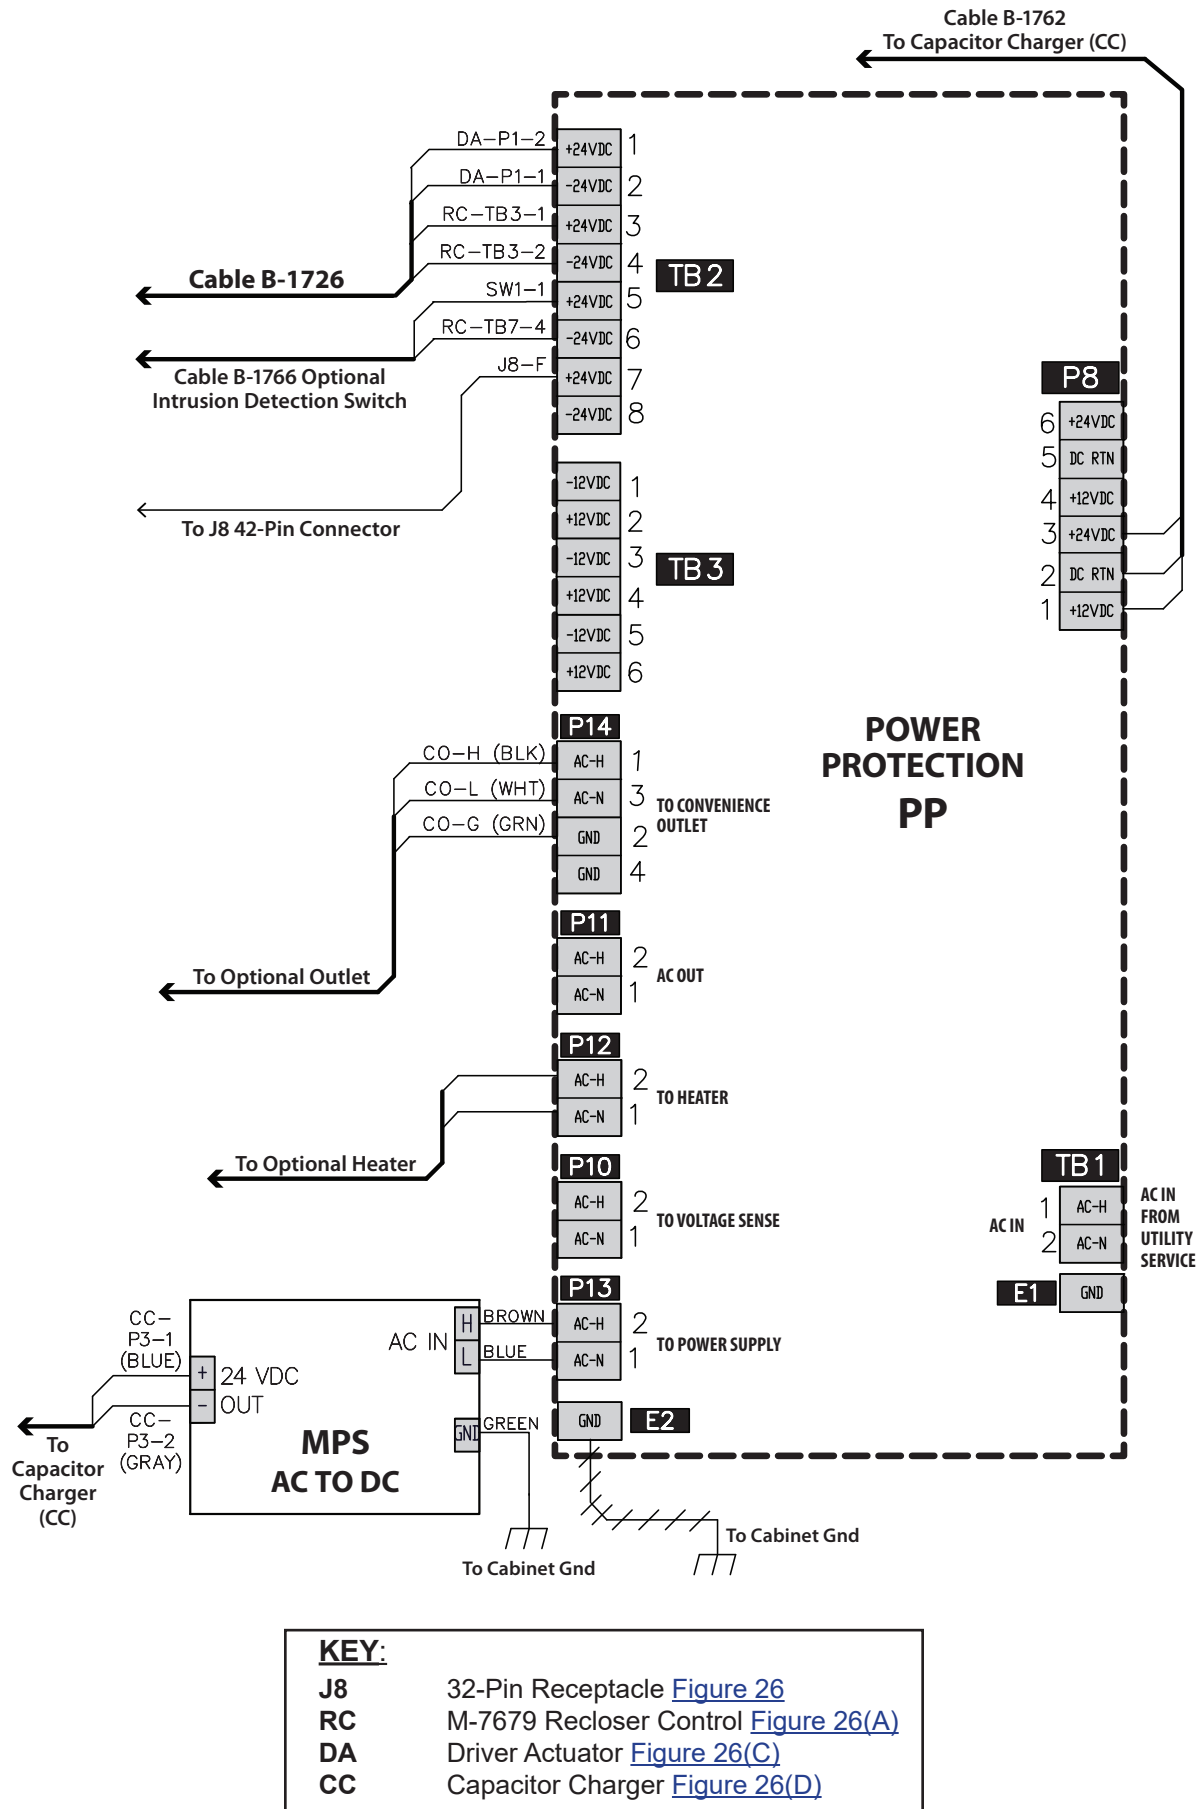 Cable B-1762
To Capacitor Charger (CC)
DA-P1-2
+24VDC 1
DA-P1-1
-24VDC 2
RC-TB3-1
+24VDC 3
RC-TB3-2
-24VDC 4
TB2
Cable B-1726
SW1-1
+24VDC 5
RC-TB7-4
-24VDC 6
Cable B-1766 Optional
Intrusion Detection Switch
J8-F
+24VDC 7
-24VDC 8
To J8 42-Pin Connector
P8
6 +24VDC
5 DC RTN
4 +12VDC
3 +24VDC
2 DC RTN
1 +12VDC
-12VDC 1
+12VDC 2
-12VDC 3
TB3
+12VDC 4
-12VDC 5
+12VDC 6
POWER
PROTECTION
PP
P14
CO-H (BLK)
AC-H 1
CO-L (WHT)
AC-N 3
CO-G (GRN)
GND 2
GND 4
TO CONVENIENCE
OUTLET
To Optional Outlet
P11
AC-H 2
AC-N 1
AC OUT
P12
AC-H 2
AC-N 1
TO HEATER
To Optional Heater
P10
AC-H 2
AC-N 1
TO VOLTAGE SENSE
TB1
AC IN
1 AC-H
2 AC-N
AC IN
FROM
UTILITY
SERVICE
E1 GND
P13
AC-H 2
AC-N 1
TO POWER SUPPLY
GND E2
CC-
P3-1
(BLUE)
+ 24 VDC
- OUT
CC-
P3-2
(GRAY)
AC IN
H BROWN
L BLUE
GND GREEN
MPS
AC TO DC
To
Capacitor
Charger
(CC)
To Cabinet Gnd
To Cabinet Gnd
KEY:
J8 32-Pin Receptacle Figure 26
RC M-7679 Recloser Control Figure 26(A)
DA Driver Actuator Figure 26(C)
CC Capacitor Charger Figure 26(D)